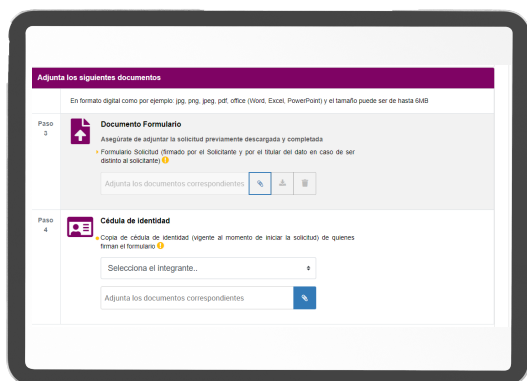 Adjunta los siguientes documentos
En formato digital como por ejemplo: jpg, png, jpeg, pdf, office (Word, Excel, PowerPoint) y el tamaño puede ser de hasta 6MB
Paso
3
Documento Formulario
Asegúrate de adjuntar la solicitud previamente descargada y completada
Formulario Solicitud (firmado por el Solicitante y por el titular del dato en caso de ser
distinto al solicitante)
Adjunta los documentos correspondientes
Paso
4
Cédula de identidad
Copia de cédula de identidad (vigente al momento de iniciar la solicitud) de quienes
firman el formulario
Selecciona el integrante..
Adjunta los documentos correspondientes